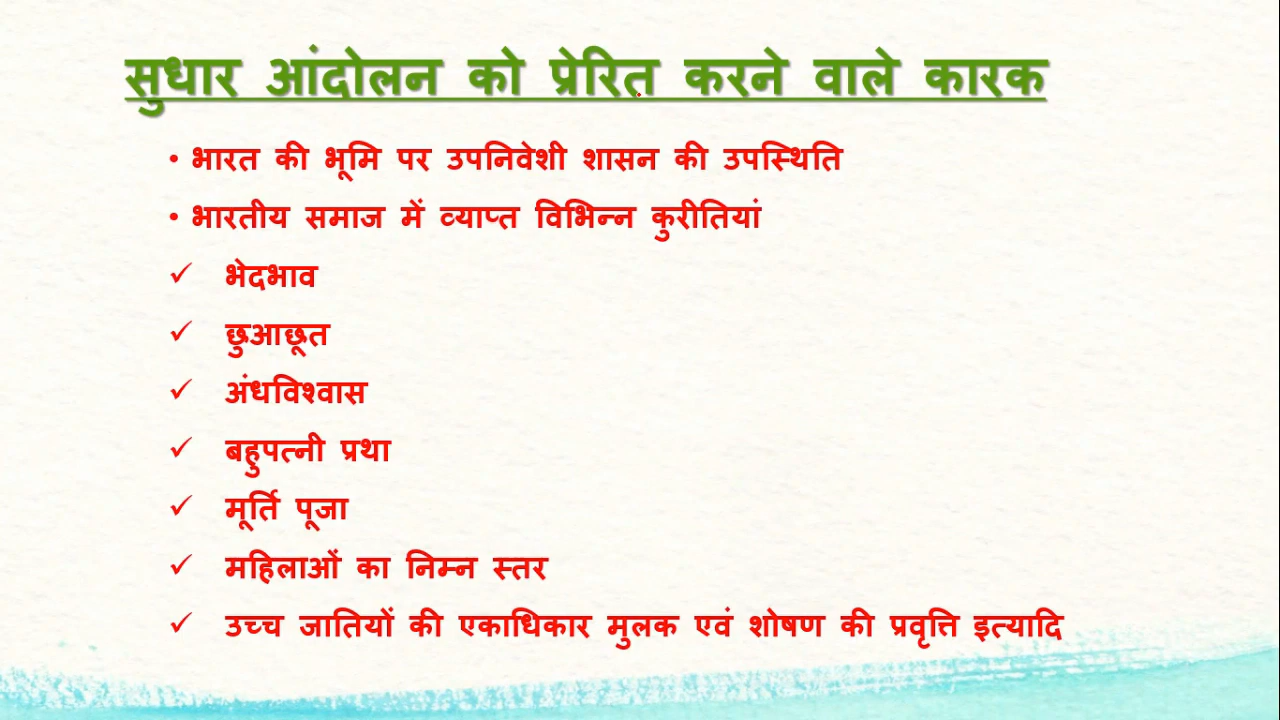 सुधार आंदोलन को प्रेरित करने वाले कारक
• भारत की भूमि पर उपनिवेशी शासन की उपस्थिति
• भारतीय समाज में व्याप्त विभिन्न कुरीतियां
✓ भेदभाव
✓ छुआछूत
✓ अंधविश्वास
✓ बहुपत्नी प्रथा
✓ मूर्ति पूजा
✓ महिलाओं का निम्न स्तर
✓ उच्च जातियों की एकाधिकार मुलक एवं शोषण की प्रवृत्ति इत्यादि